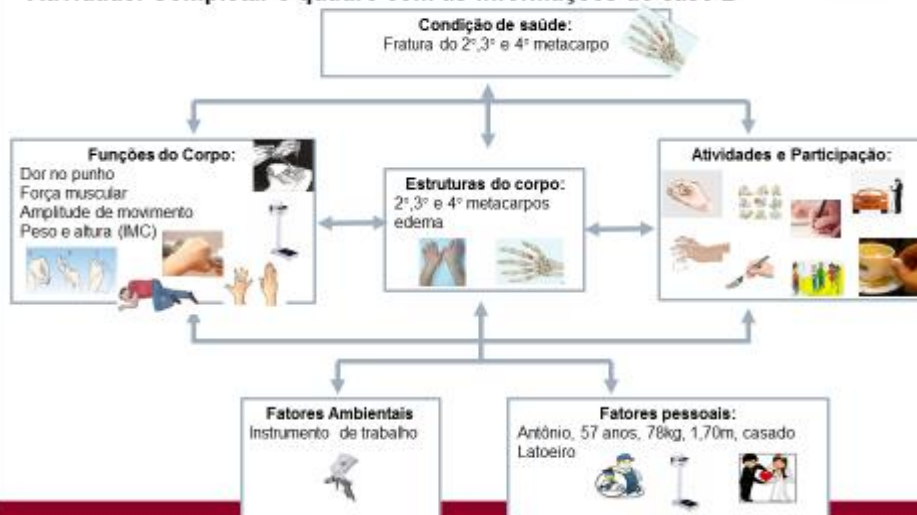 Condição de saúde:
Fratura do 2º,3º e 4º metacarpo
Funções do Corpo:
Dor no punho
Força muscular
Amplitude de movimento
Peso e altura (IMC)
Estruturas do corpo:
2º,3º e 4º metacarpos
edema
Atividades e Participação:
Fatores Ambientais
Instrumento de trabalho
Fatores pessoais:
Antônio, 57 anos, 78kg, 1,70m, casado
Latoeiro